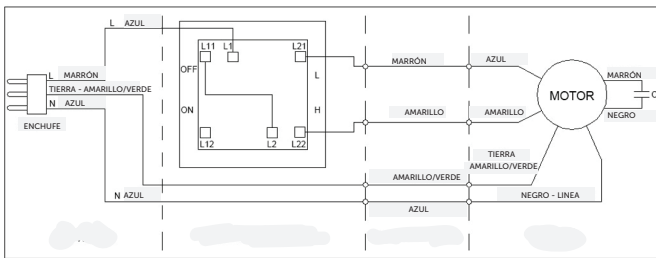 L AZUL
L11 L1 L21
OFF
L
MARRÓN
AZUL
MARRÓN
L MARRÓN
TIERRA - AMARILLO/VERDE
N AZUL
ENCHUFE
ON
H
L12 L2 L22
AMARILLO
AMARILLO
MOTOR
C
NEGRO
TIERRA
AMARILLO/VERDE
AMARILLO/VERDE
N AZUL
AZUL
NEGRO - LINEA